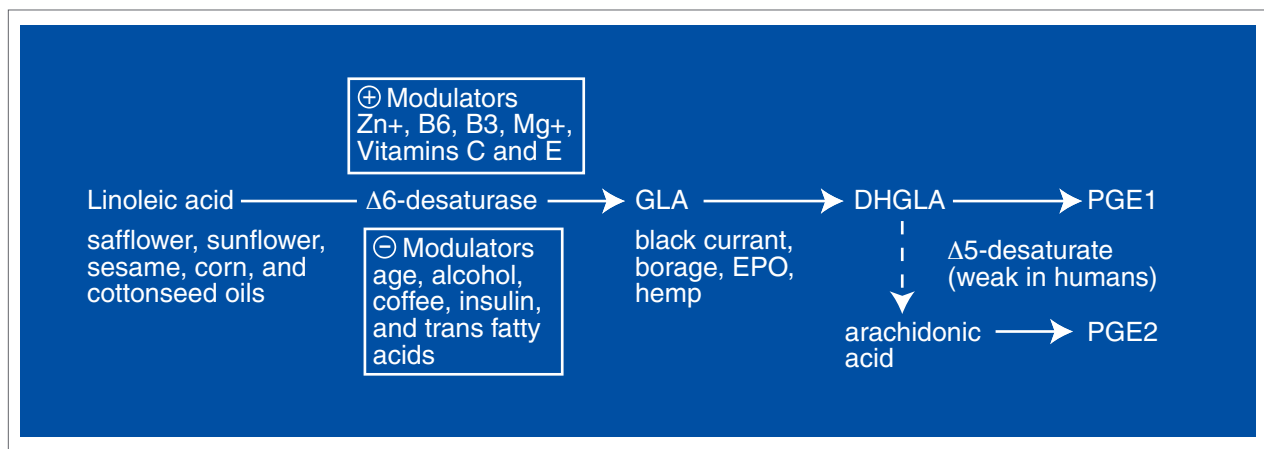 ⊕ Modulators
Zn+, B6, B3, Mg+,
Vitamins C and E
Linoleic acid
Δ6-desaturase
GLA
DHGLA
PGE1
safflower, sunflower,
sesame, corn, and
cottonseed oils
⊖ Modulators
age, alcohol,
coffee, insulin,
and trans fatty
acids
black currant,
borage, EPO,
hemp
Δ5-desaturate
(weak in humans)
arachidonic
acid
PGE2